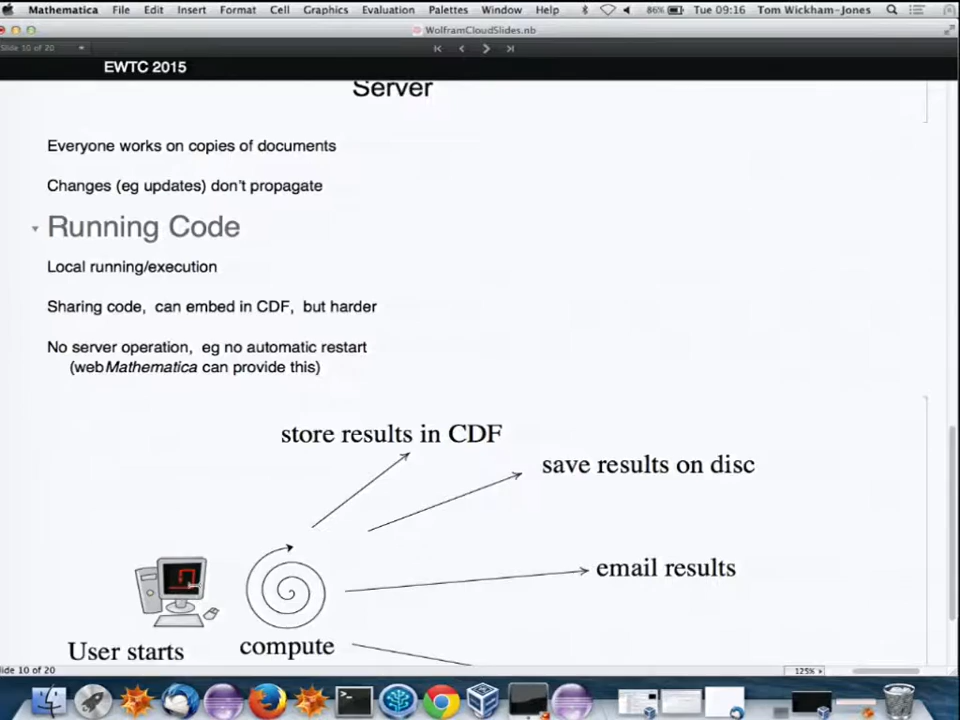 Mathematica File Edit Insert Format Cell Graphics Evaluation Palettes Window Help 86% Tue 09:16 Tom Wickham-Jones
WolframCloudSlides.nb
Slide 10 of 20
EWTC 2015
Server
Everyone works on copies of documents
Changes (eg updates) don't propagate
Running Code
Local running/execution
Sharing code, can embed in CDF, but harder
No server operation, eg no automatic restart
(webMathematica can provide this)
store results in CDF
save results on disc
email results
User starts
compute
lide 10 of 20
125%